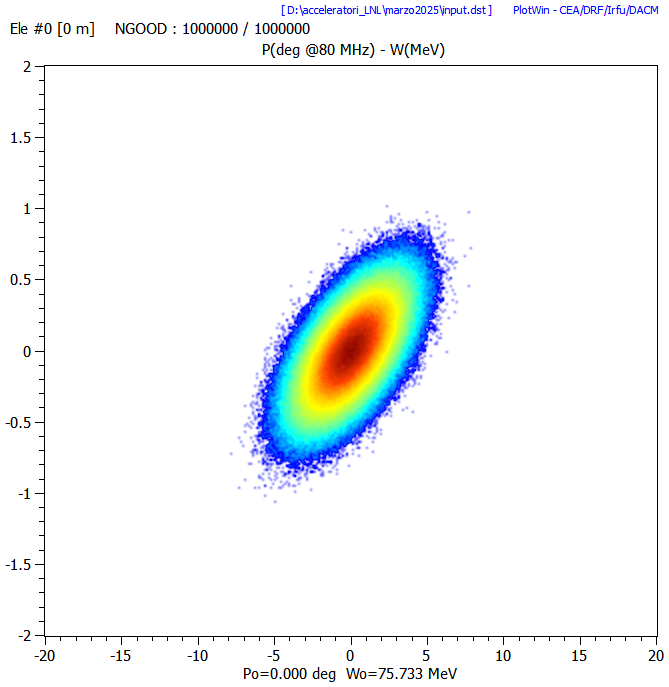 [ D:\acceleratori_LNL\marzo2025\input.dst ] PlotWin - CEA/DRF/Irfu/DACM
Ele #0 [0 m] NGOOD : 1000000 / 1000000
P(deg @80 MHz) - W(MeV)
2
1.5
1
0.5
0
-0.5
-1
-1.5
-2
-20 -15 -10 -5 0 5 10 15 20
Po=0.000 deg Wo=75.733 MeV